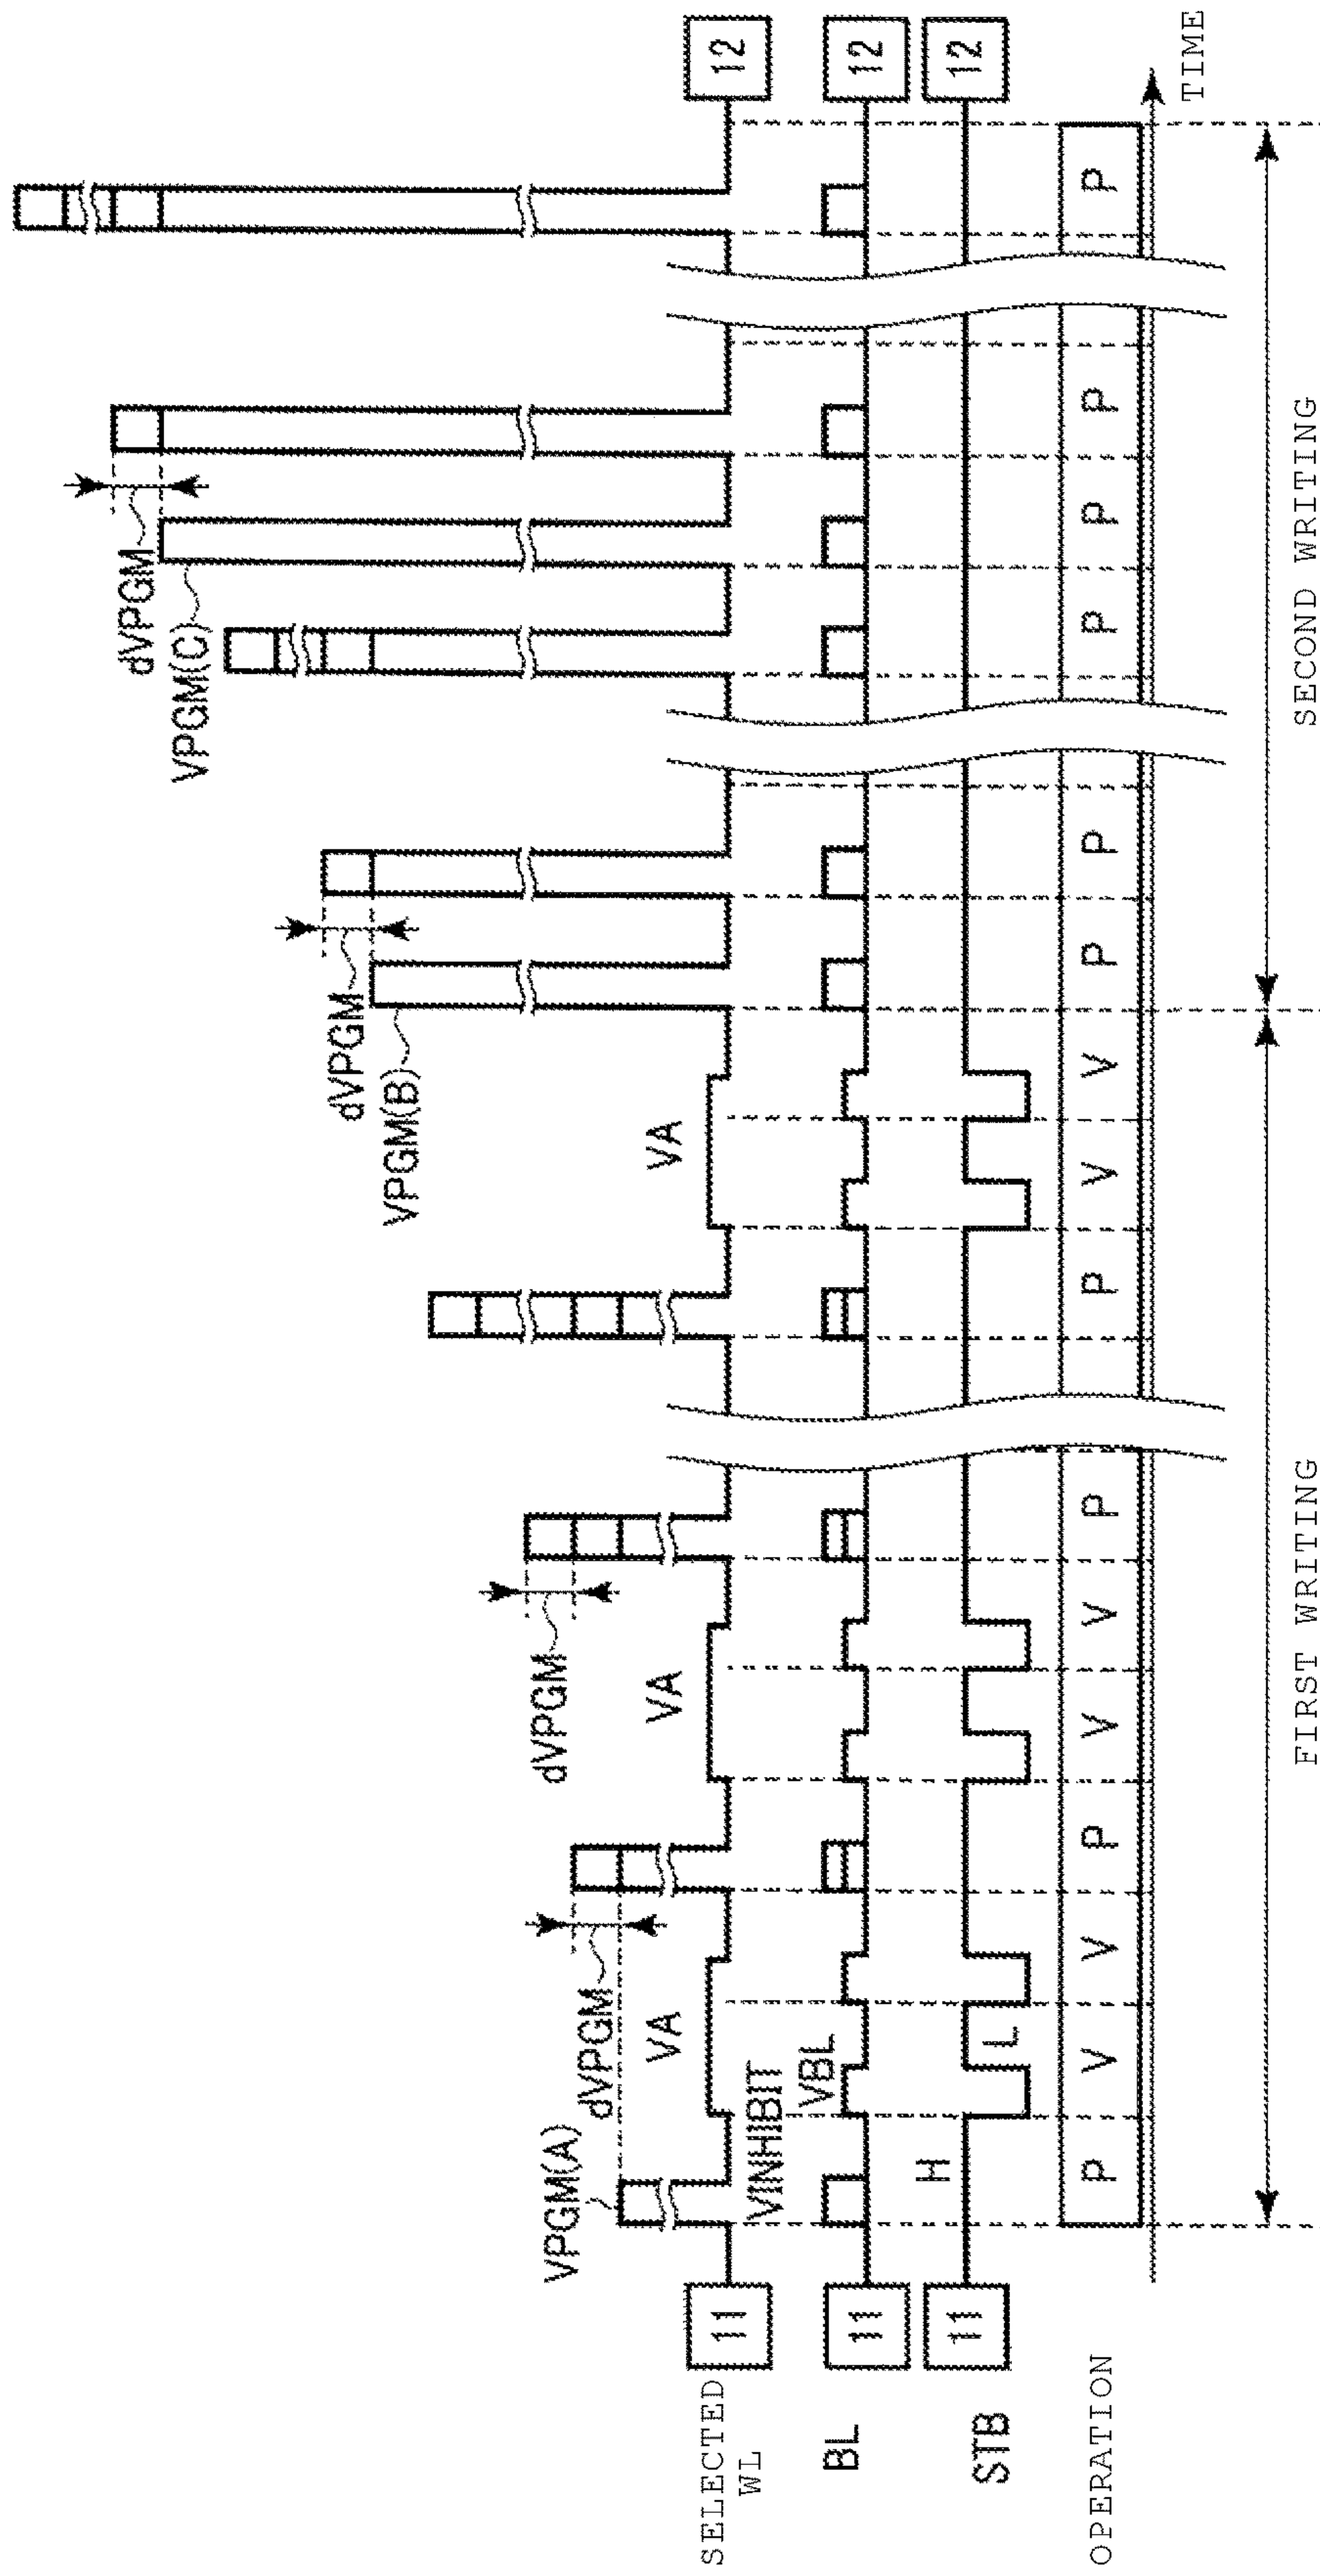 dVPGM
VPGM(C)
dVPGM
VPGM(B)
VPGM(A)
dVPGM
dVPGM
VA VA VA
SELECTED
WL
11 12
VINHIBIT
VBL
BL 11 12
H
STB 11 12
L
OPERATION P V V P V V P P V V P P P P P P
TIME
FIRST WRITING SECOND WRITING